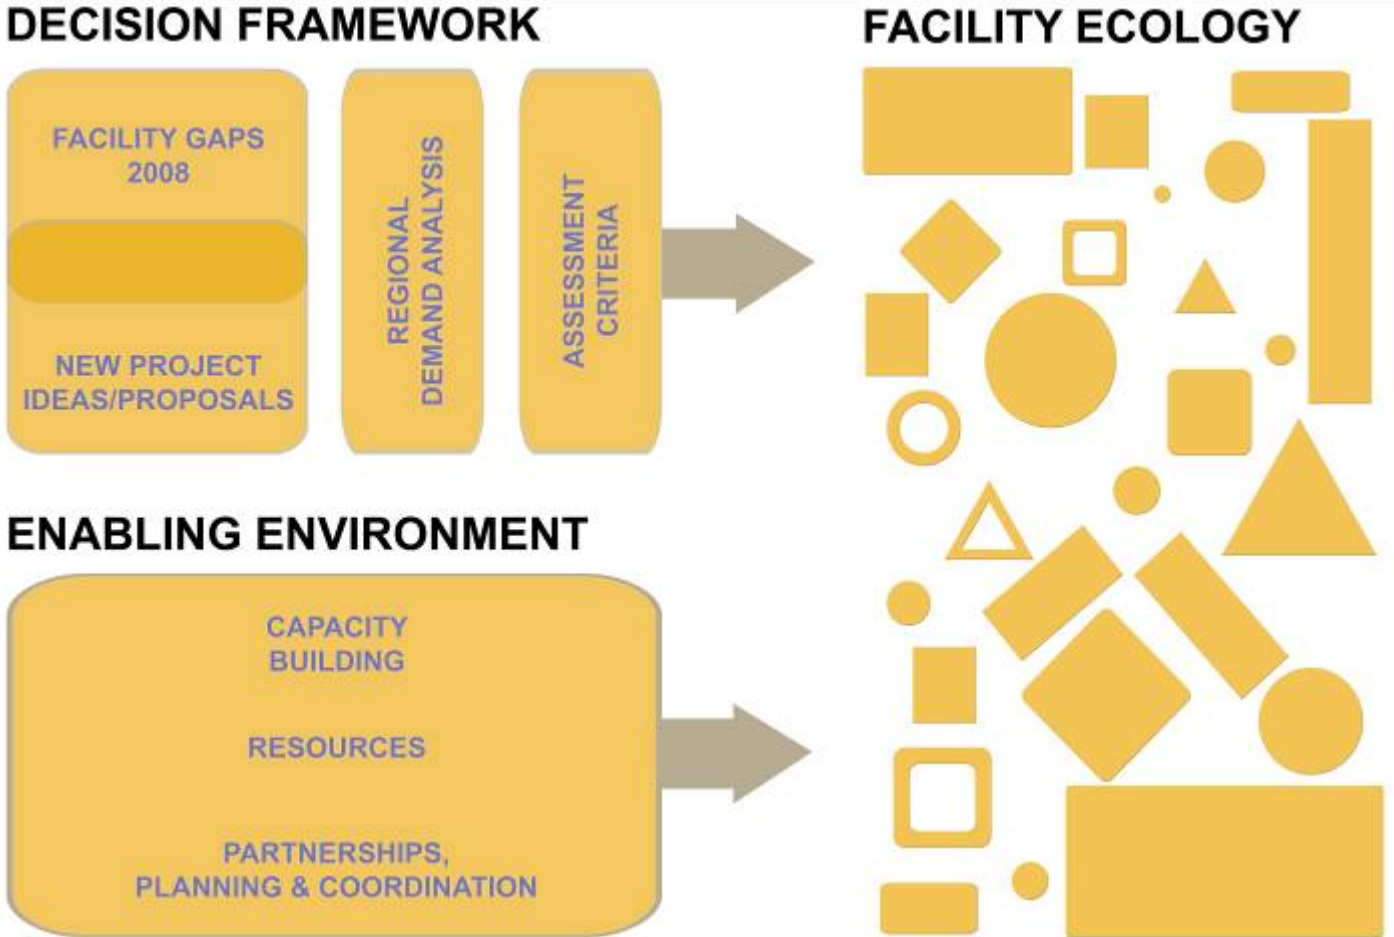 DECISION FRAMEWORK
FACILITY GAPS
2008
NEW PROJECT
IDEAS/PROPOSALS
REGIONAL
DEMAND ANALYSIS
ASSESSMENT
CRITERIA
ENABLING ENVIRONMENT
CAPACITY
BUILDING
RESOURCES
PARTNERSHIPS,
PLANNING & COORDINATION
FACILITY ECOLOGY